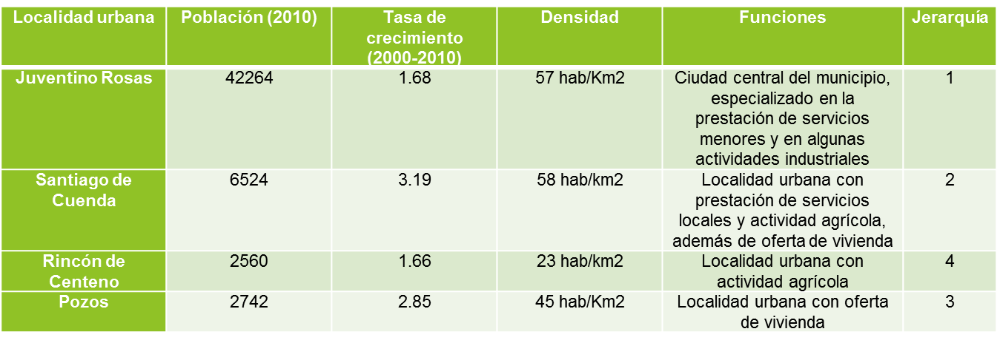 Localidad urbana Población (2010) Tasa de crecimiento (2000-2010) Densidad Funciones Jerarquía
Juventino Rosas 42264 1.68 57 hab/Km2 Ciudad central del municipio, especializado en la prestación de servicios menores y en algunas actividades industriales 1
Santiago de Cuenda 6524 3.19 58 hab/km2 Localidad urbana con prestación de servicios locales y actividad agrícola, además de oferta de vivienda 2
Rincón de Centeno 2560 1.66 23 hab/km2 Localidad urbana con actividad agrícola 4
Pozos 2742 2.85 45 hab/Km2 Localidad urbana con oferta de vivienda 3